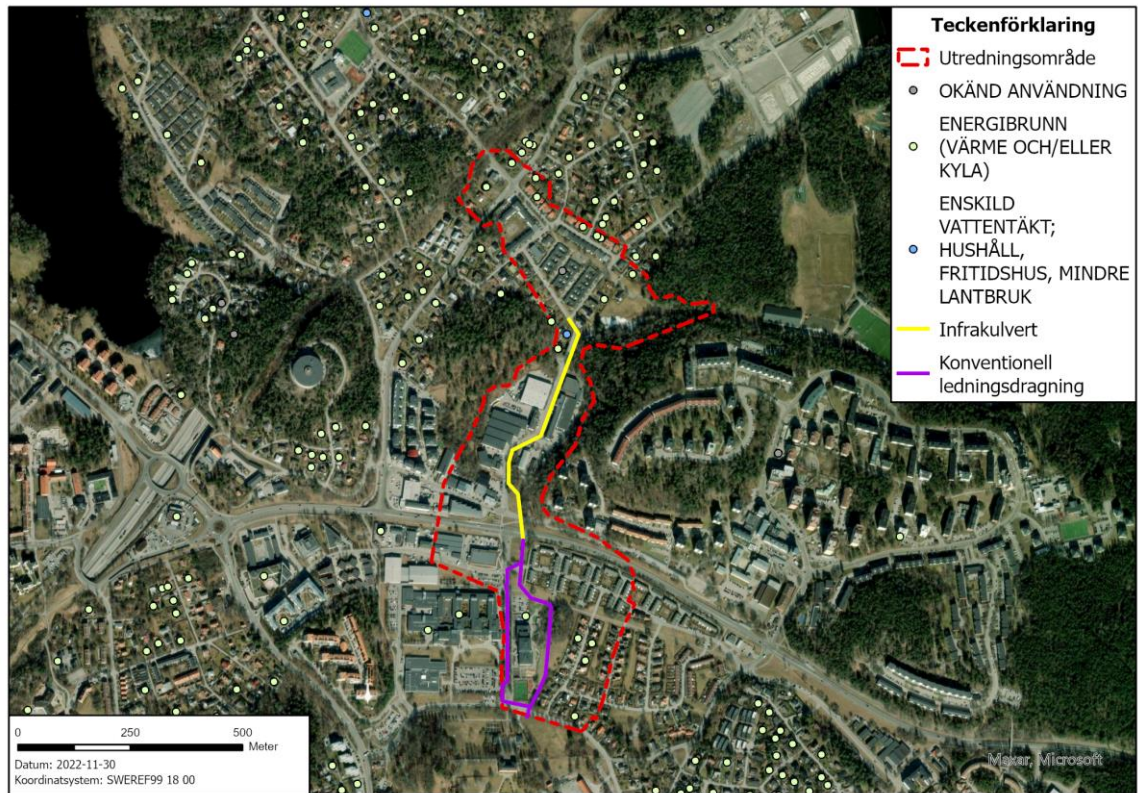 Teckenförklaring
Utredningsområde
OKÄND ANVÄNDNING
ENERGIBRUNN
(VÄRME OCH/ELLER
KYLA)
ENSKILD
VATTENTÄKT;
HUSHÅLL,
FRITIDSHUS, MINDRE
LANTBRUK
Infrakulvert
Konventionell
ledningsdragning
0 250 500
Meter
Datum: 2022-11-30
Koordinatsystem: SWEREF99 18 00
Maxar, Microsoft